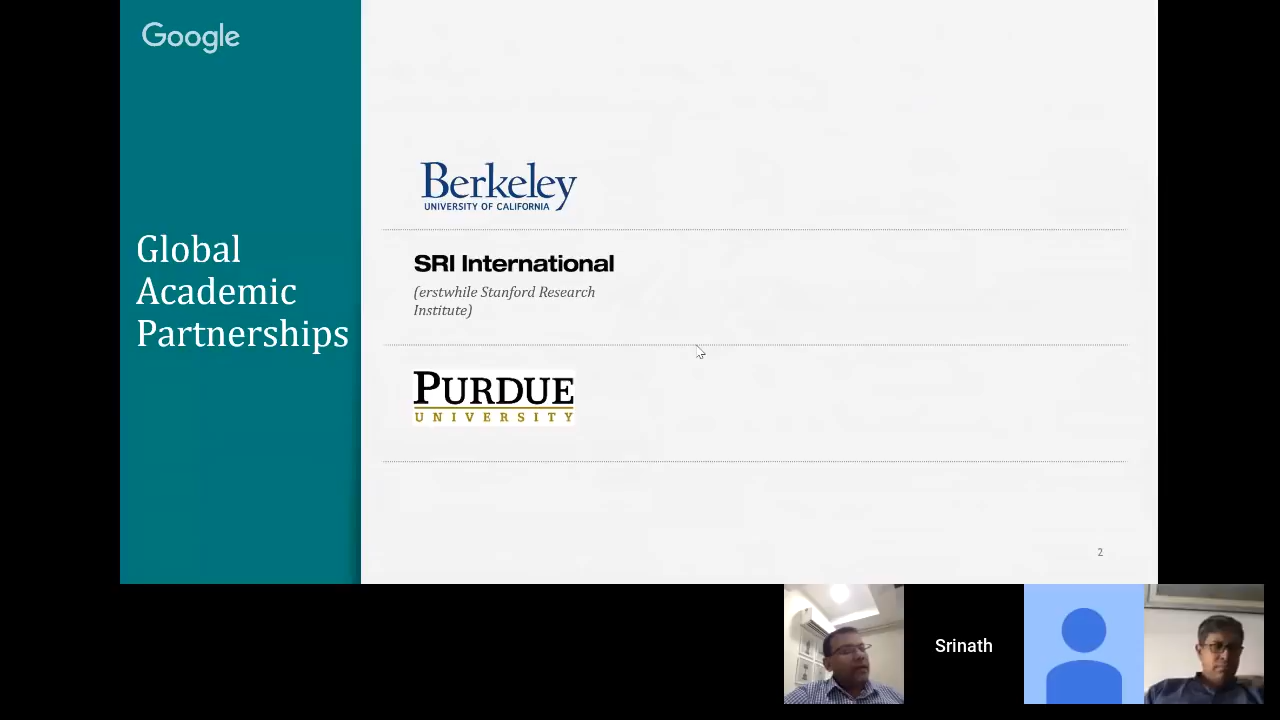 Google
Global
Academic
Partnerships
Berkeley
UNIVERSITY OF CALIFORNIA
SRI International
(erstwhile Stanford Research
Institute)
PURDUE
UNIVERSITY
2
Srinath